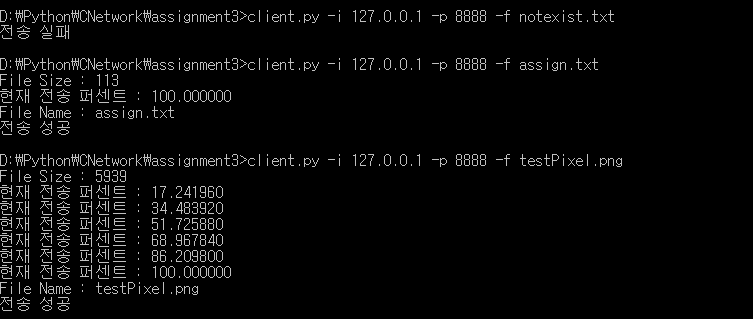 D:₩Python₩CNetwork₩assignment3>client.py -i 127.0.0.1 -p 8888 -f notexist.txt
전송 실패
D:₩Python₩CNetwork₩assignment3>client.py -i 127.0.0.1 -p 8888 -f assign.txt
File Size : 113
현재 전송 퍼센트 : 100.000000
File Name : assign.txt
전송 성공
D:₩Python₩CNetwork₩assignment3>client.py -i 127.0.0.1 -p 8888 -f testPixel.png
File Size : 5939
현재 전송 퍼센트 : 17.241960
현재 전송 퍼센트 : 34.483920
현재 전송 퍼센트 : 51.725880
현재 전송 퍼센트 : 68.967840
현재 전송 퍼센트 : 86.209800
현재 전송 퍼센트 : 100.000000
File Name : testPixel.png
전송 성공